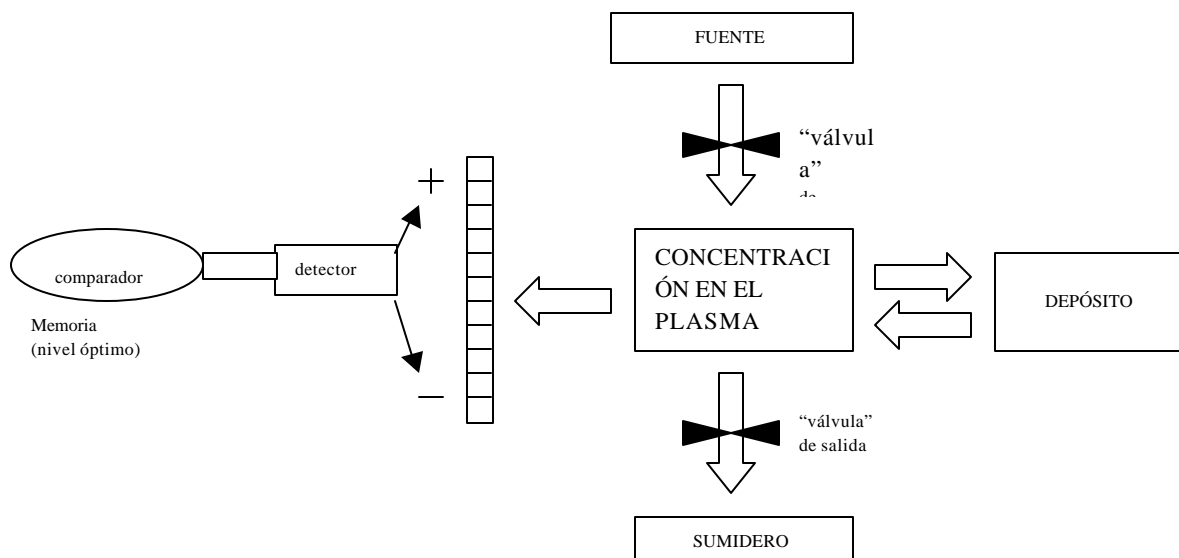 FUENTE
“válvul
a”
+
comparador
detector
CONCENTRACI
ÓN EN EL
PLASMA
DEPÓSITO
Memoria
(nivel óptimo)
−
“válvula”
de salida
SUMIDERO